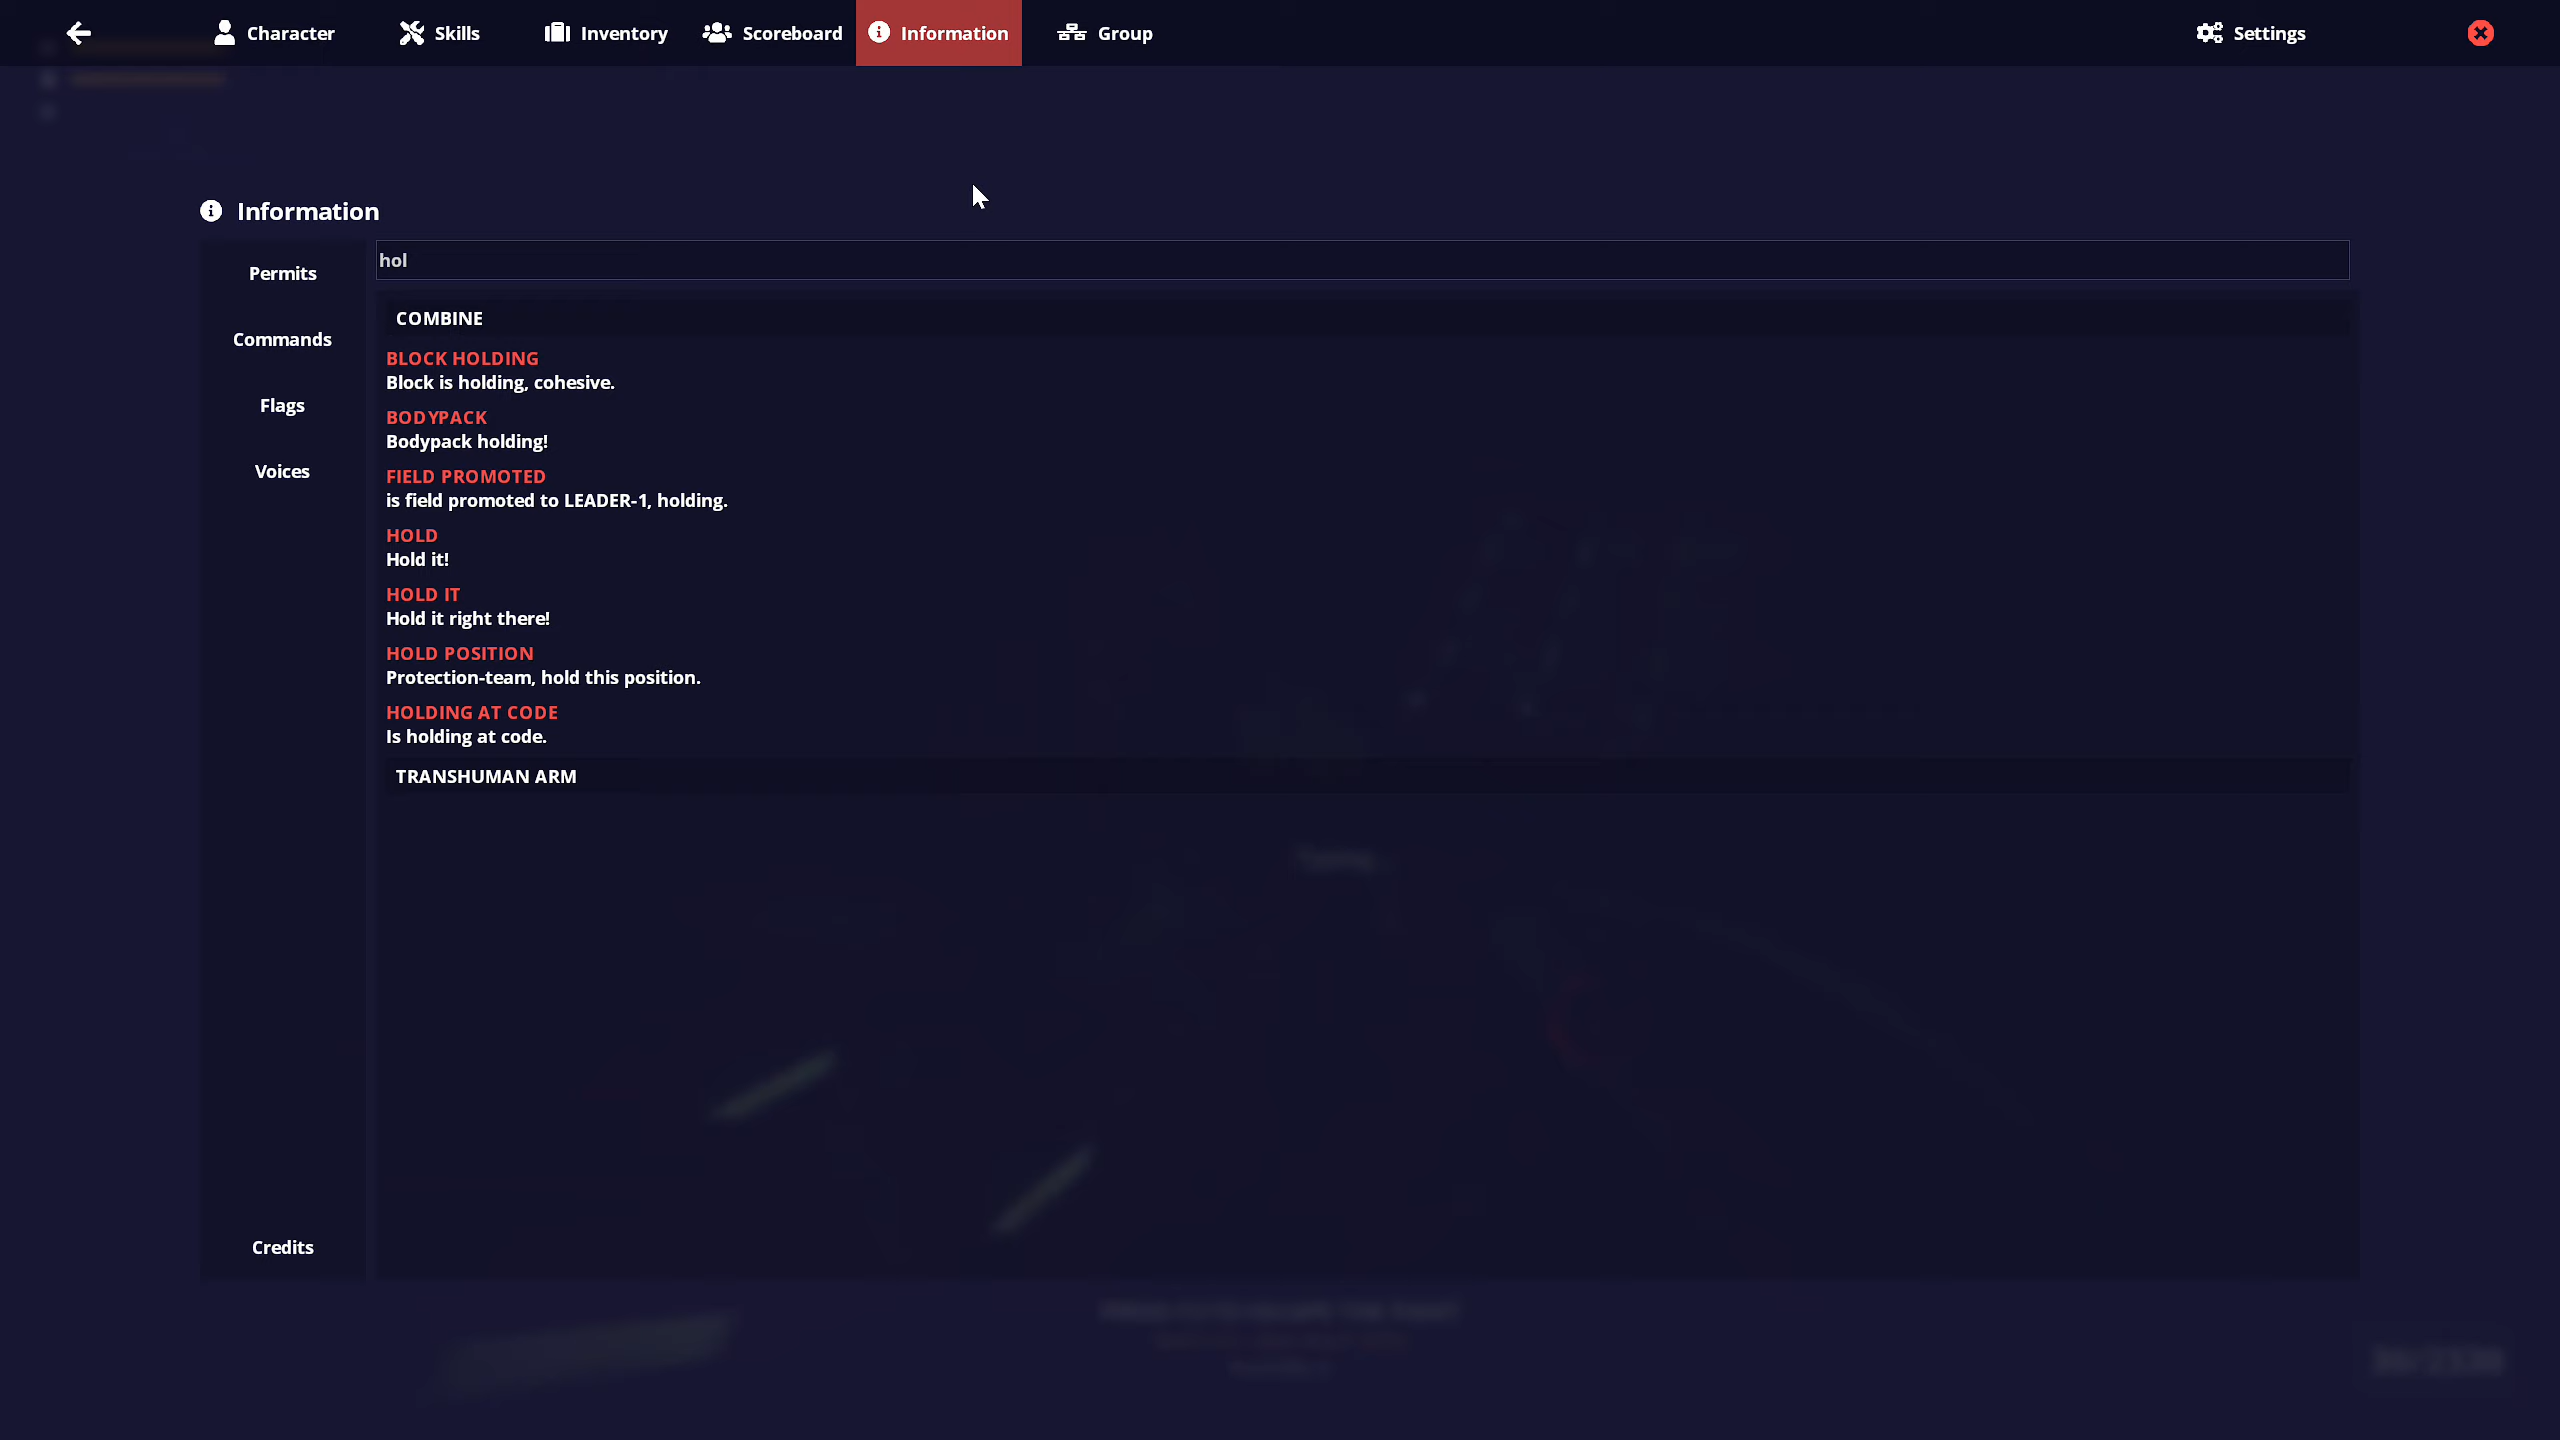 Character
Skills
Inventory
Scoreboard
Information
Group
Settings
Information
Permits
Commands
Flags
Voices
Credits
hol
COMBINE
BLOCK HOLDING
Block is holding, cohesive.
BODYPACK
Bodypack holding!
FIELD PROMOTED
is field promoted to LEADER-1, holding.
HOLD
Hold it!
HOLD IT
Hold it right there!
HOLD POSITION
Protection-team, hold this position.
HOLDING AT CODE
Is holding at code.
TRANSHUMAN ARM